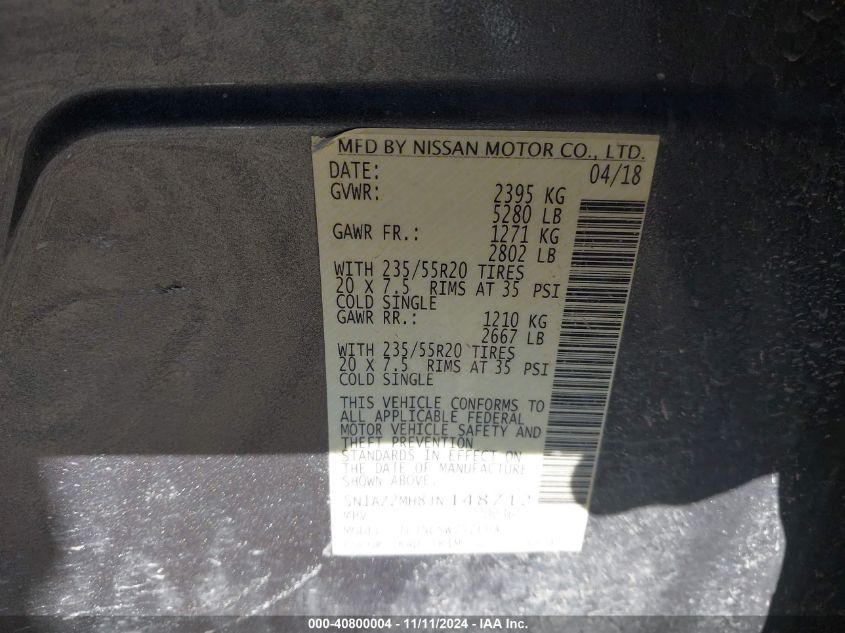 MFD BY NISSAN MOTOR CO., LTD.
DATE: 04/18
GVWR: 2395 KG
5280 LB
GAWR FR.: 1271 KG
2802 LB
WITH 235/55R20 TIRES
20 X 7.5 RIMS AT 35 PSI
COLD SINGLE
GAWR RR.: 1210 KG
2667 LB
WITH 235/55R20 TIRES
20 X 7.5 RIMS AT 35 PSI
COLD SINGLE
THIS VEHICLE CONFORMS TO
ALL APPLICABLE FEDERAL
MOTOR VEHICLE SAFETY AND
THEFT PREVENTION
STANDARDS IN EFFECT ON
THE DATE OF MANUFACTURE
SHOWN ABOVE.
MPV
000-40800004 - 11/11/2024 - IAA Inc.